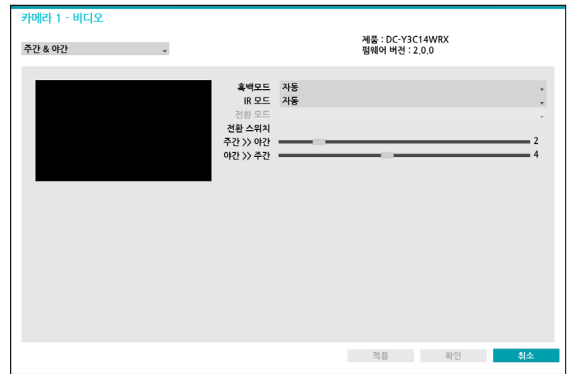 카메라 1 - 비디오
제품 : DC-Y3C14WRX
주간 & 야간
펌웨어 버전 : 2.0.0
흑백모드 자동
IR 모드 자동
전환 모드
전환 스위치
주간 >> 야간 2
야간 >> 주간 4
적용 확인 취소